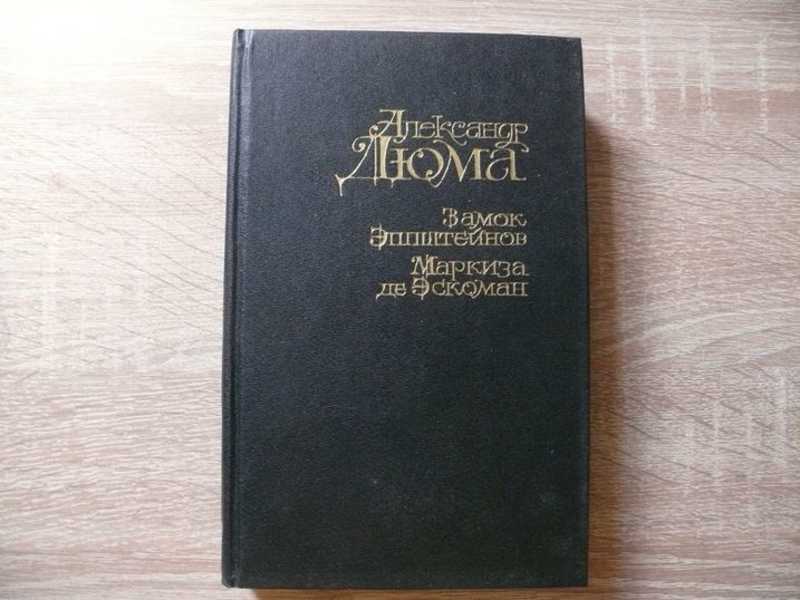 Александр
Дюма
Замок
Эппштейнов
Маркиза
де Эскоман